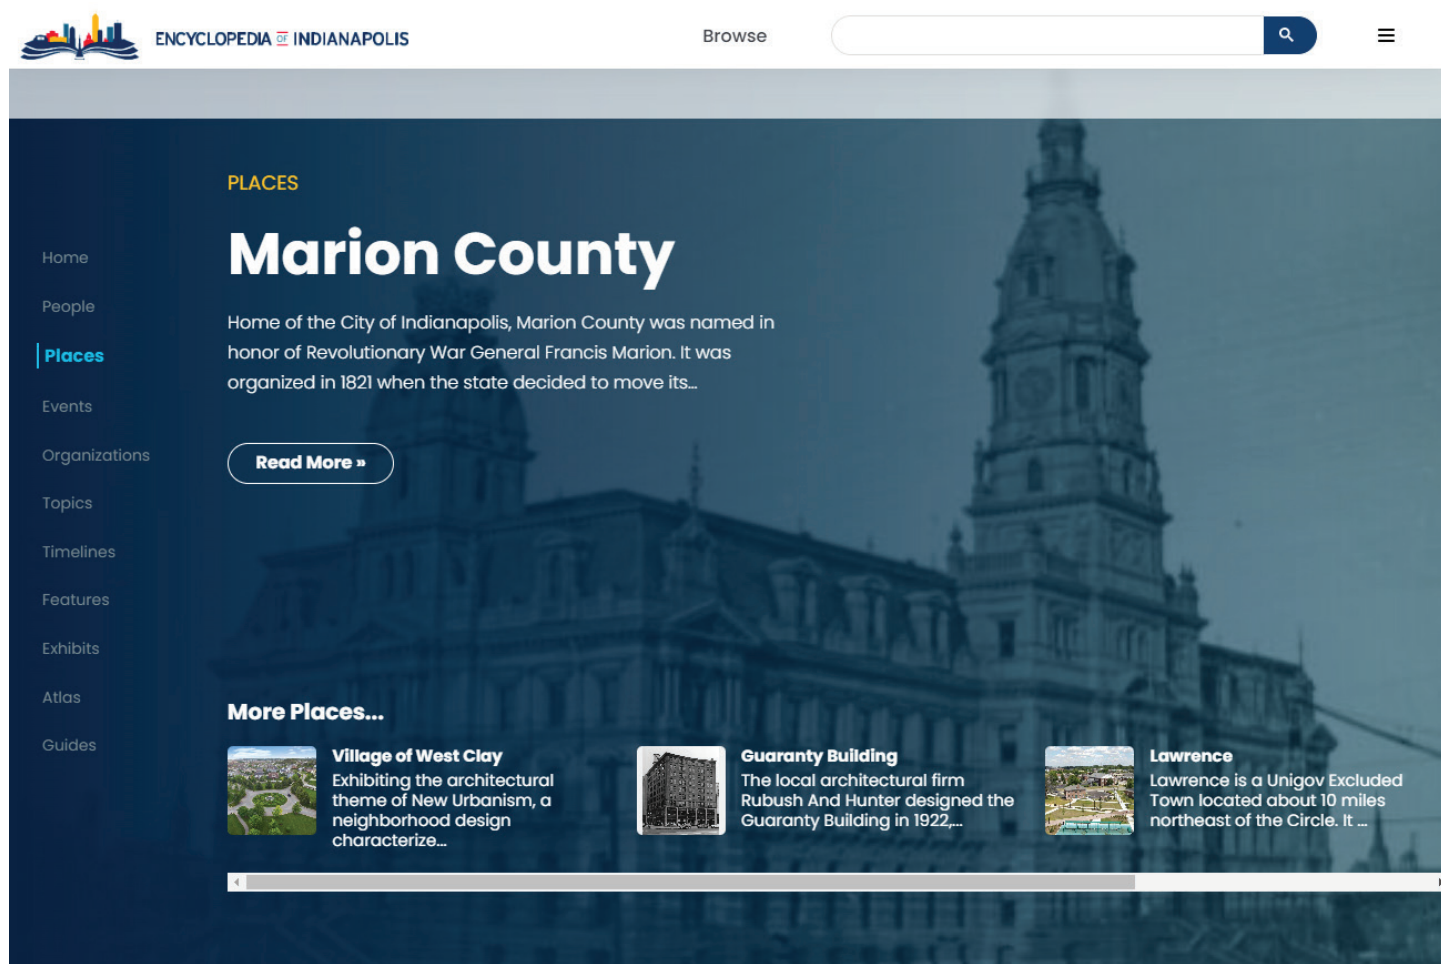 ENCYCLOPEDIA OF INDIANAPOLIS
Browse
PLACES
Marion County
Home of the City of Indianapolis, Marion County was named in
honor of Revolutionary War General Francis Marion. It was
organized in 1821 when the state decided to move its...
Read More »
Home
People
Places
Events
Organizations
Topics
Timelines
Features
Exhibits
Atlas
Guides
More Places...
Village of West Clay
Exhibiting the architectural
theme of New Urbanism, a
neighborhood design
characterize...
Guaranty Building
The local architectural firm
Rubush And Hunter designed the
Guaranty Building in 1922,...
Lawrence
Lawrence is a Unigov Excluded
Town located about 10 miles
northeast of the Circle. It ...